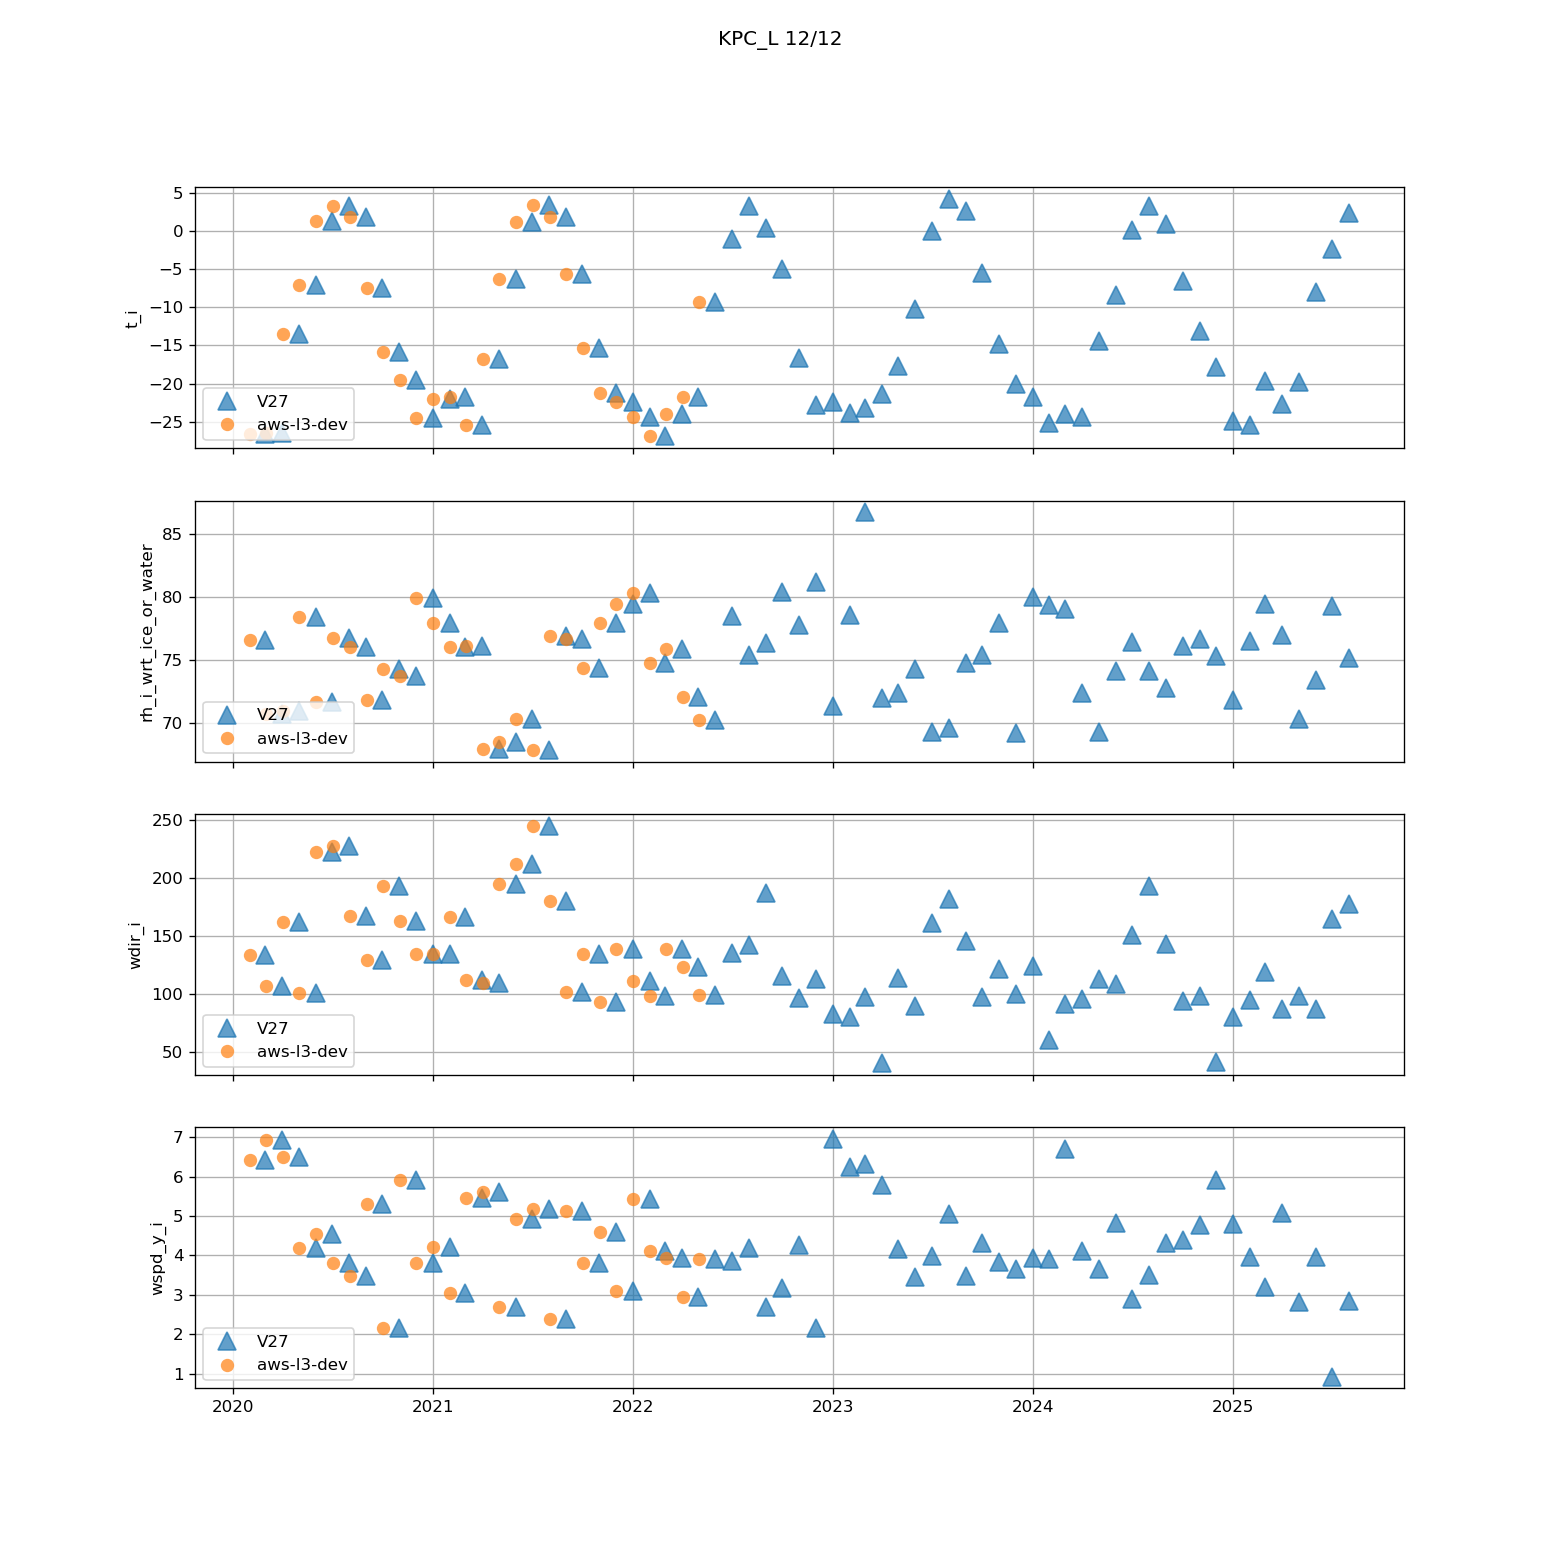 KPC_L 12/12
5
0
−5
−10
−15
−20
−25
t_i
V27
aws-l3-dev
85
80
75
70
rh_i_wrt_ice_or_water
V27
aws-l3-dev
250
200
150
100
50
wdir_i
V27
aws-l3-dev
7
6
5
4
3
2
1
wspd_y_i
V27
aws-l3-dev
2020 2021 2022 2023 2024 2025